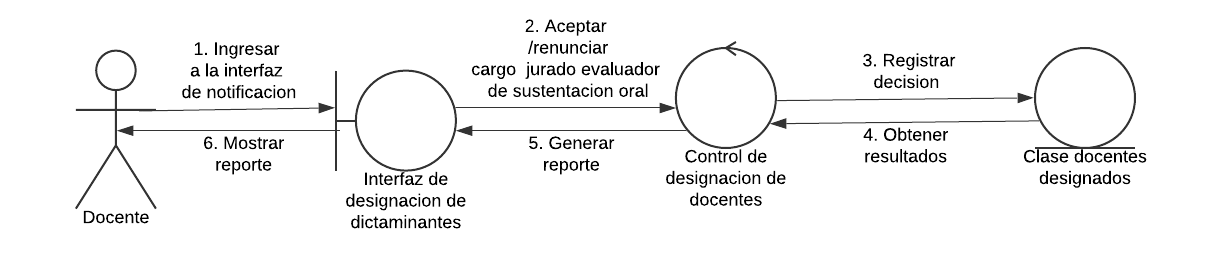 1. Ingresar
a la interfaz
de notificacion
2. Aceptar
/renunciar
cargo jurado evaluador
de sustentacion oral
3. Registrar
decision
6. Mostrar
reporte
5. Generar
reporte
4. Obtener
resultados
Docente
Interfaz de
designacion de
dictaminantes
Control de
designacion de
docentes
Clase docentes
designados